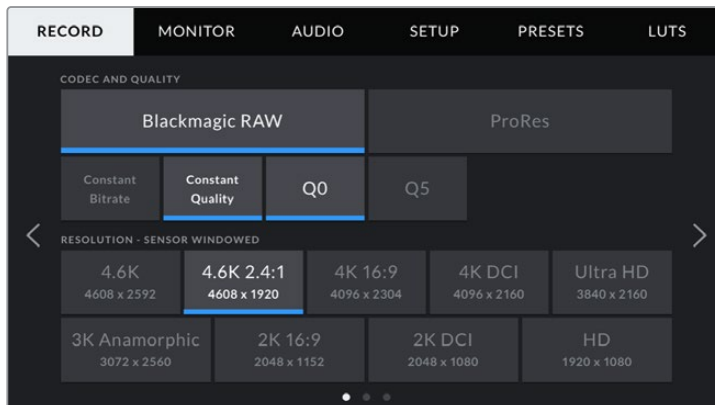 RECORD MONITOR AUDIO SETUP PRESETS LUTS
CODEC AND QUALITY
Blackmagic RAW ProRes
Constant Bitrate Constant Quality Q0 Q5
RESOLUTION - SENSOR WINDOWED
4.6K 4.6K 2.4:1 4K 16:9 4K DCI Ultra HD
4608 x 2592 4608 x 1920 4096 x 2304 4096 x 2160 3840 x 2160
3K Anamorphic 2K 16:9 2K DCI HD
3072 x 2560 2048 x 1152 2048 x 1080 1920 x 1080